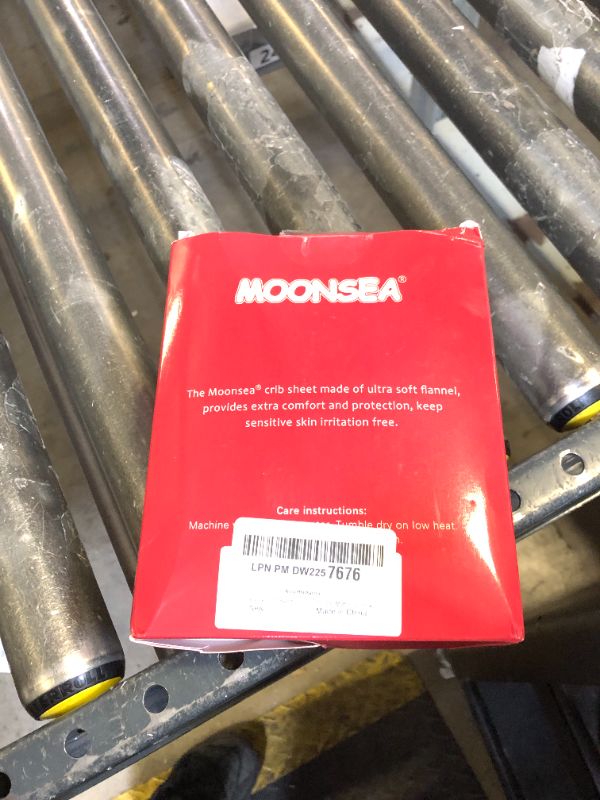 MOONSEA®
The Moonsea® crib sheet made of ultra soft flannel,
provides extra comfort and protection, keep
sensitive skin irritation free.
Care instructions:
Machine Tumble dry on low heat.
LPN PM DW2257676
Made in China